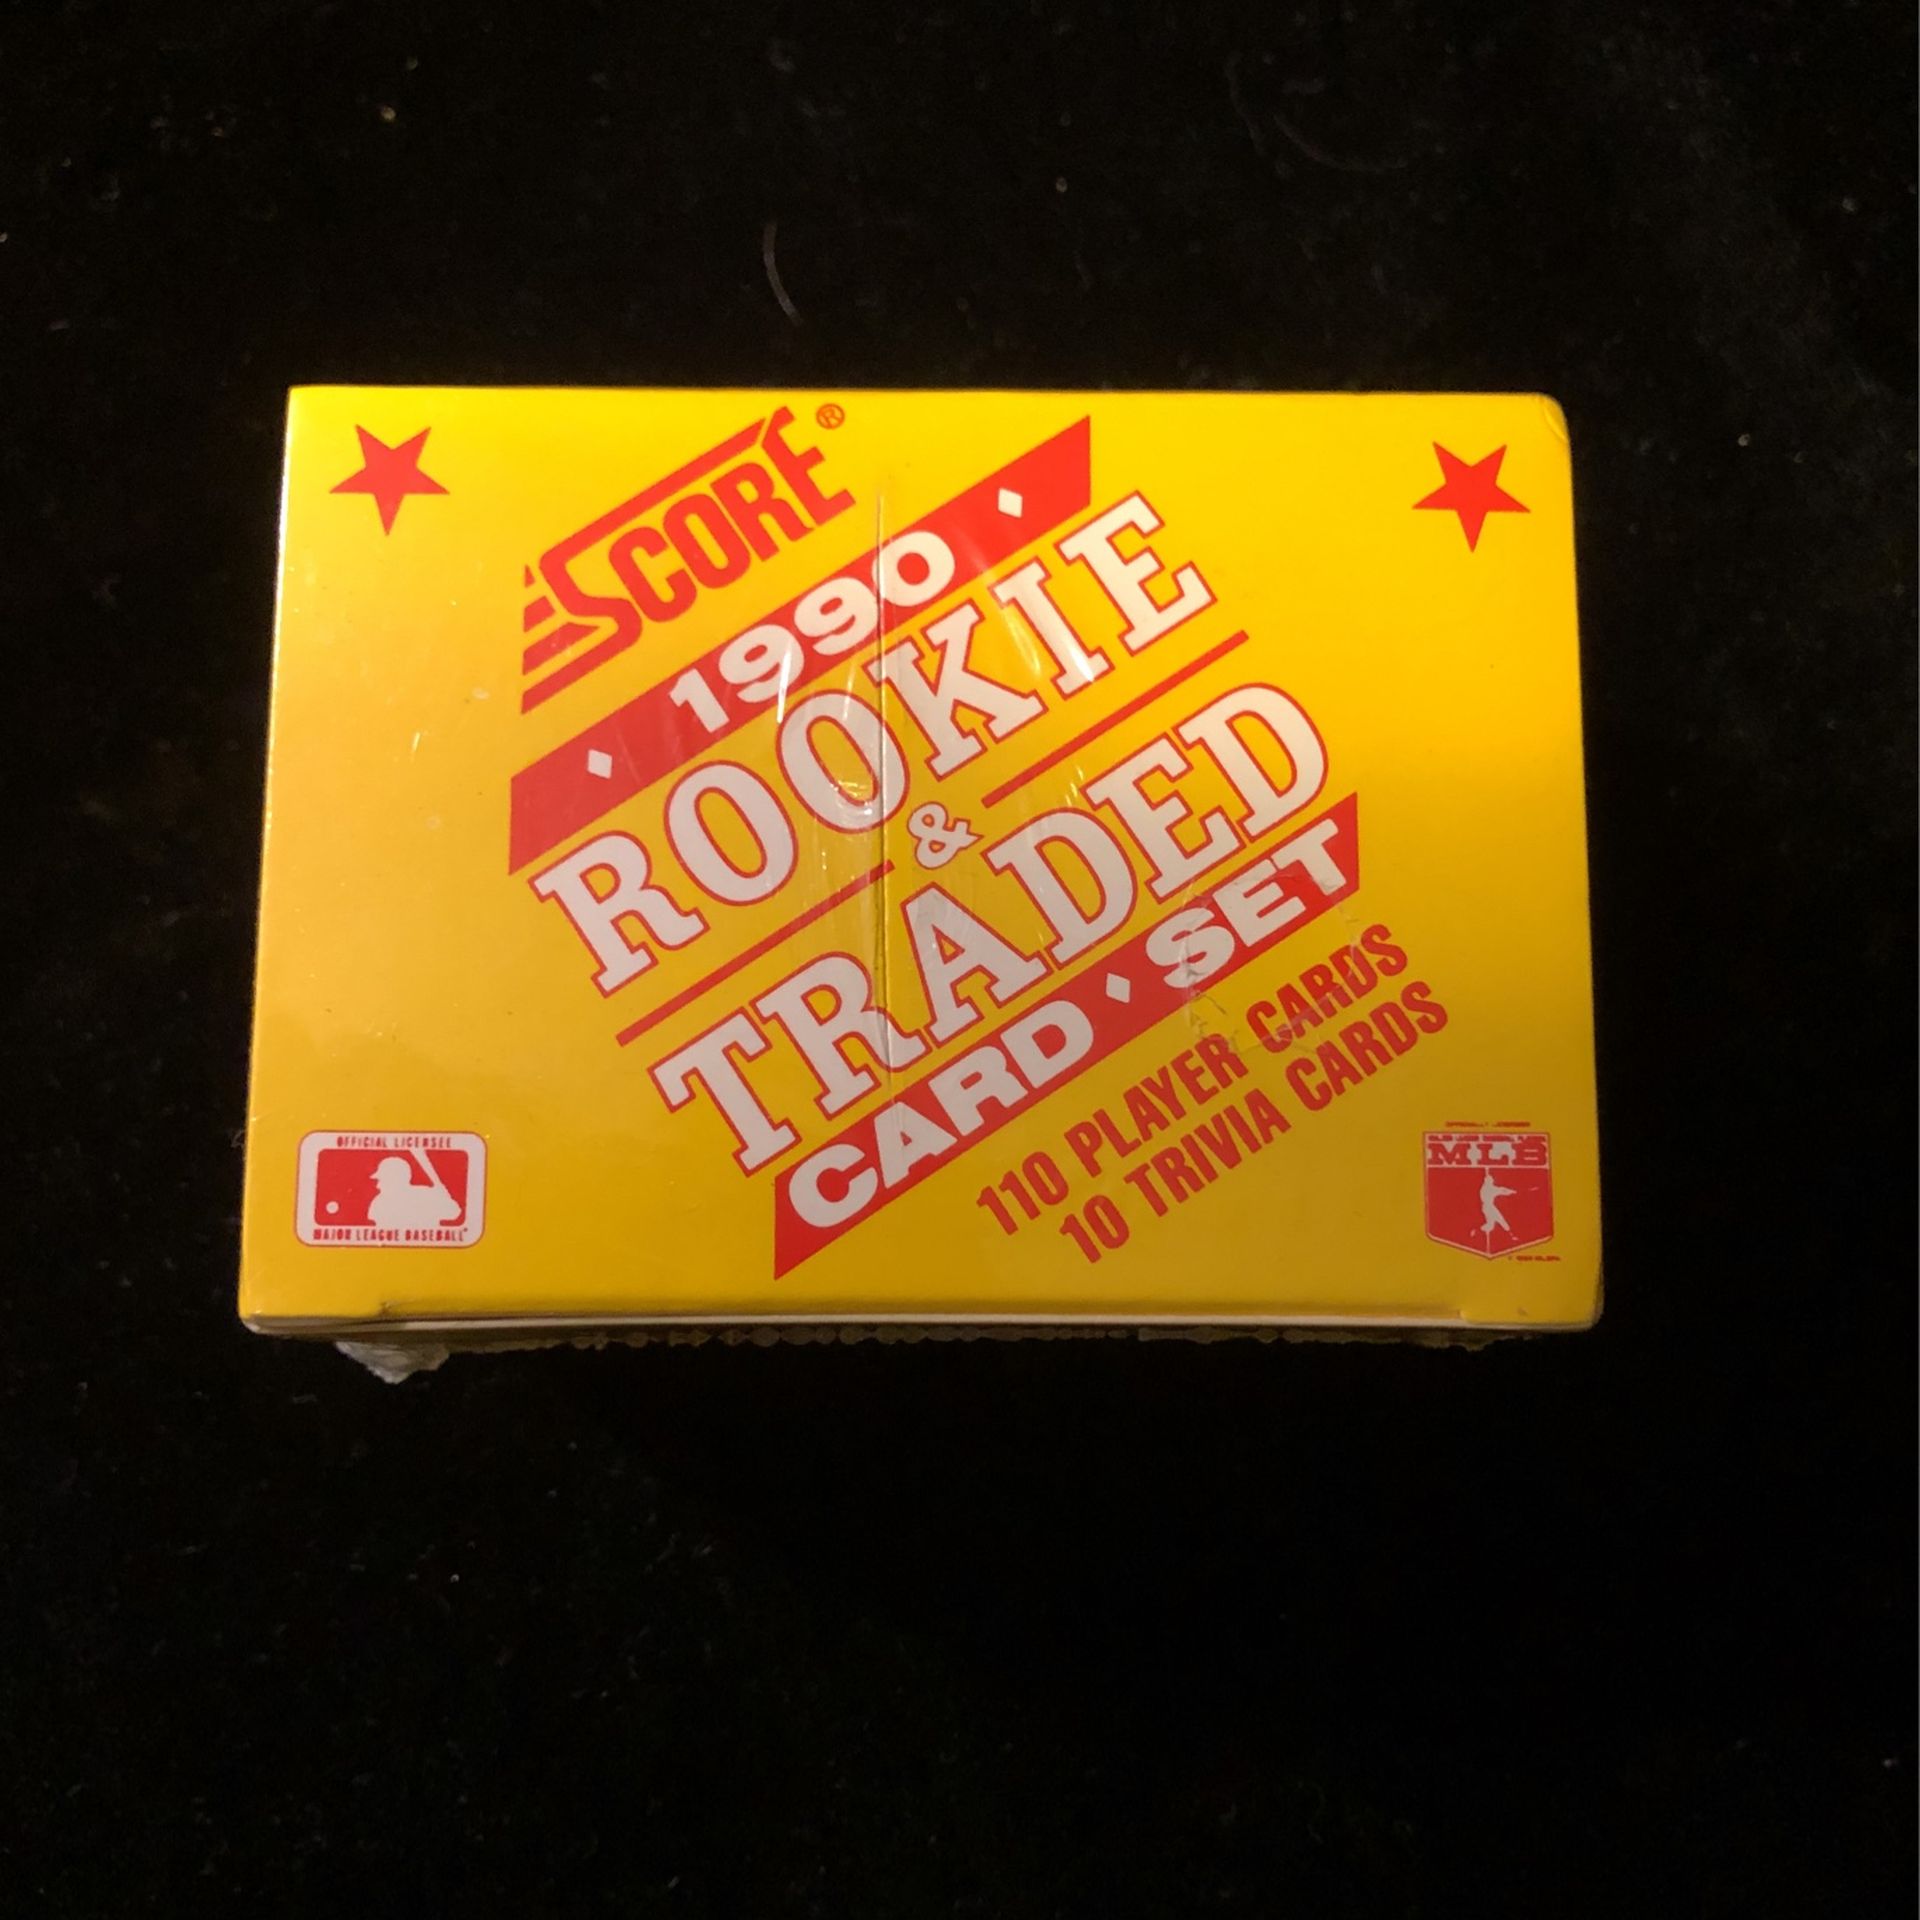 SCORE®
1990
ROOKIE
&
TRADED
CARD SET
110 PLAYER CARDS
10 TRIVIA CARDS
OFFICIAL LICENSEE
MAJOR LEAGUE BASEBALL
MLB